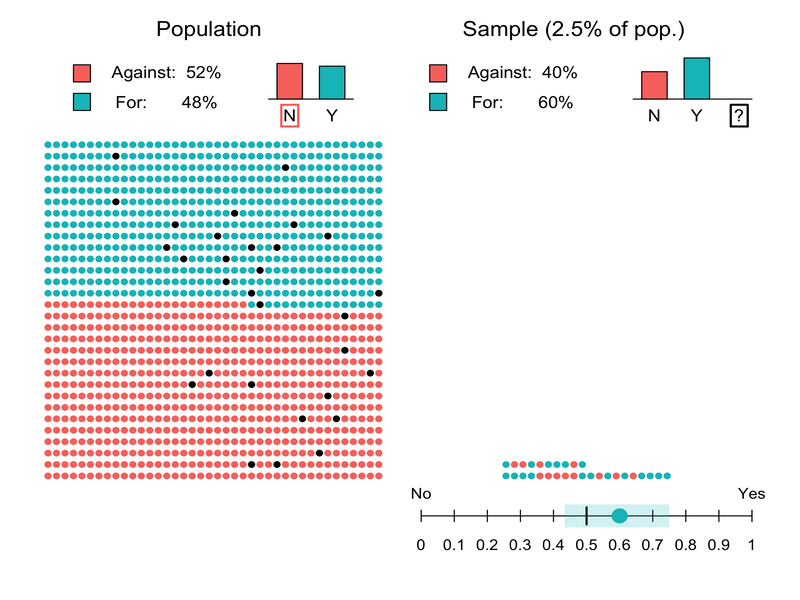 Population
Against: 52%
For: 48%
N Y
Sample (2.5% of pop.)
Against: 40%
For: 60%
N Y ?
No Yes
0 0.1 0.2 0.3 0.4 0.5 0.6 0.7 0.8 0.9 1